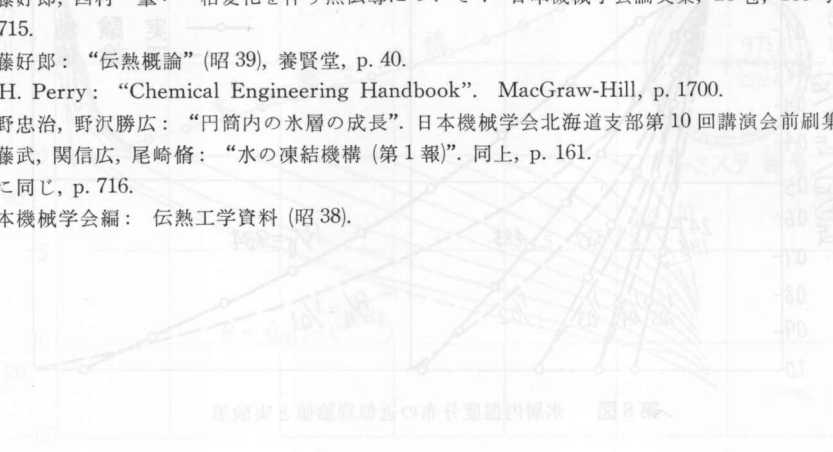 715.
藤好郎: “伝熱概論” (昭 39), 養賢堂, p. 40.
H. Perry: “Chemical Engineering Handbook”. MacGraw-Hill, p. 1700.
野忠治, 野沢勝広: “円筒内の氷層の成長”. 日本機械学会北海道支部第 10 回講演会前刷集
藤武, 関信広, 尾崎脩: “水の凍結機構 (第 1 報)”. 同上, p. 161.
に同じ, p. 716.
本機械学会編: 伝熱工学資料 (昭 38).